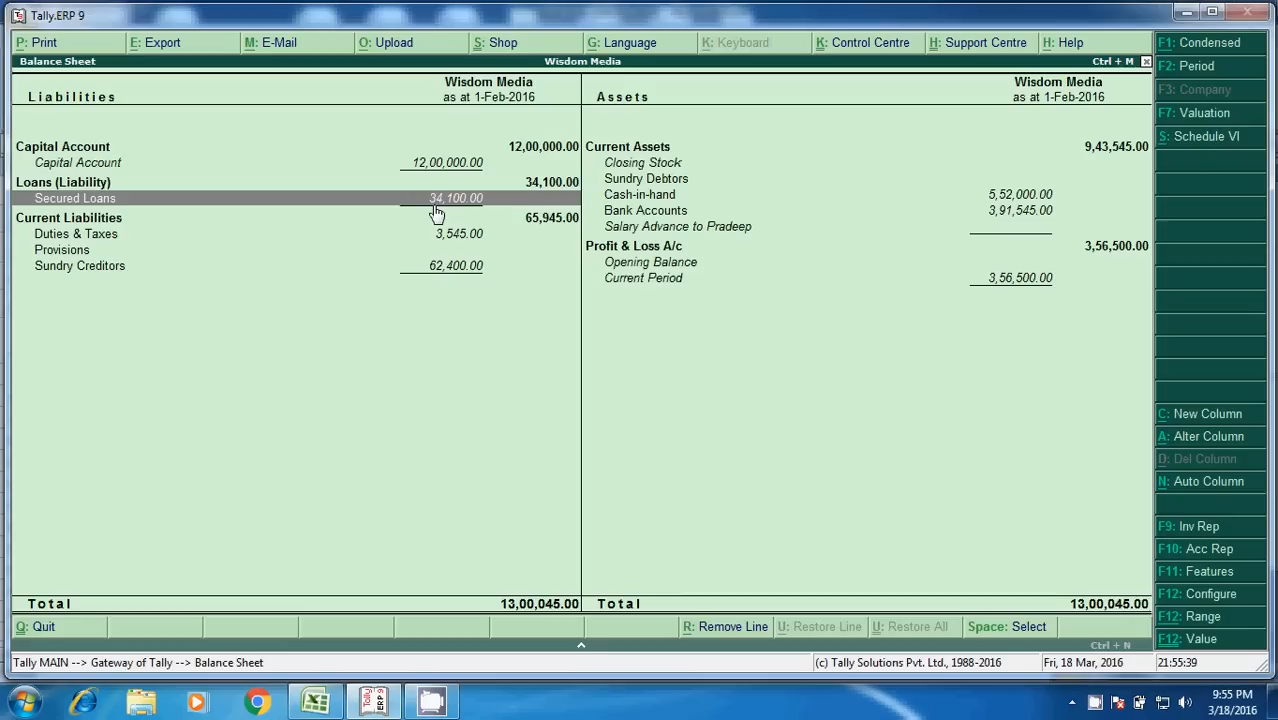 Tally.ERP 9
P: Print E: Export M: E-Mail O: Upload S: Shop G: Language K: Keyboard K: Control Centre H: Support Centre H: Help
Balance Sheet Wisdom Media Ctrl + M
Wisdom Media
Liabilities as at 1-Feb-2016
Capital Account 12,00,000.00
Capital Account 12,00,000.00
Loans (Liability) 34,100.00
Secured Loans 34,100.00
Current Liabilities 65,945.00
Duties & Taxes 3,545.00
Provisions
Sundry Creditors 62,400.00
Total 13,00,045.00
Wisdom Media
Assets as at 1-Feb-2016
Current Assets 9,43,545.00
Closing Stock
Sundry Debtors
Cash-in-hand 5,52,000.00
Bank Accounts 3,91,545.00
Salary Advance to Pradeep
Profit & Loss A/c 3,56,500.00
Opening Balance
Current Period 3,56,500.00
Total 13,00,045.00
F1: Condensed
F2: Period
F3: Company
F7: Valuation
S: Schedule VI
C: New Column
A: Alter Column
D: Del Column
N: Auto Column
F9: Inv Rep
F10: Acc Rep
F11: Features
F12: Configure
F12: Range
F12: Value
Q: Quit R: Remove Line U: Restore Line U: Restore All Space: Select
Ctrl + N
Tally MAIN --> Gateway of Tally --> Balance Sheet (c) Tally Solutions Pvt. Ltd., 1988-2016 Fri, 18 Mar, 2016 21:55:39
Tally ERP 9
9:55 PM
3/18/2016